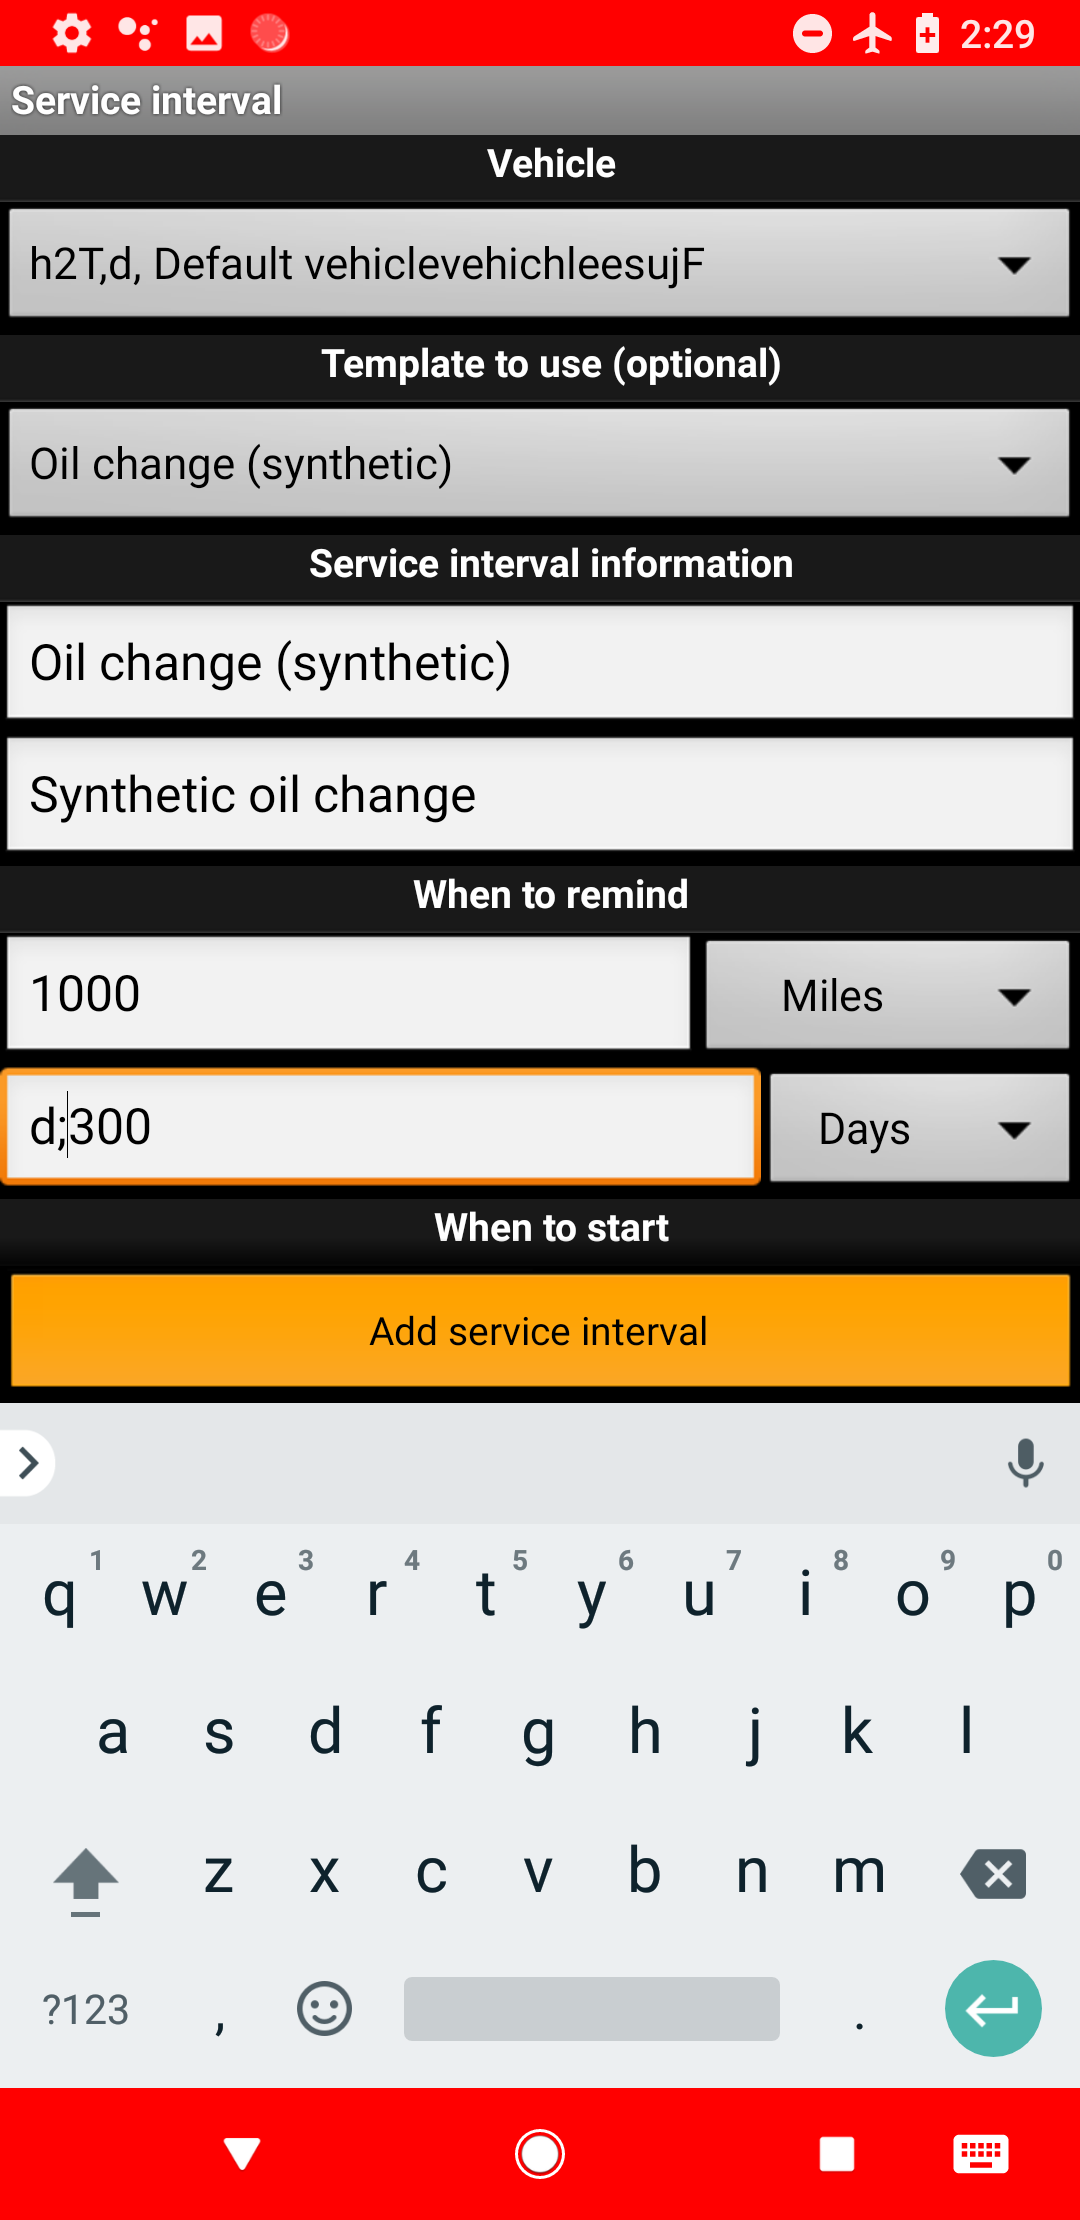 2:29
Service interval
Vehicle
h2T,d, Default vehiclevehichleesujF
Template to use (optional)
Oil change (synthetic)
Service interval information
Oil change (synthetic)
Synthetic oil change
When to remind
1000 Miles
d;300 Days
When to start
Add service interval
1 2 3 4 5 6 7 8 9 0
q w e r t y u i o p
a s d f g h j k l
z x c v b n m
?123 , .